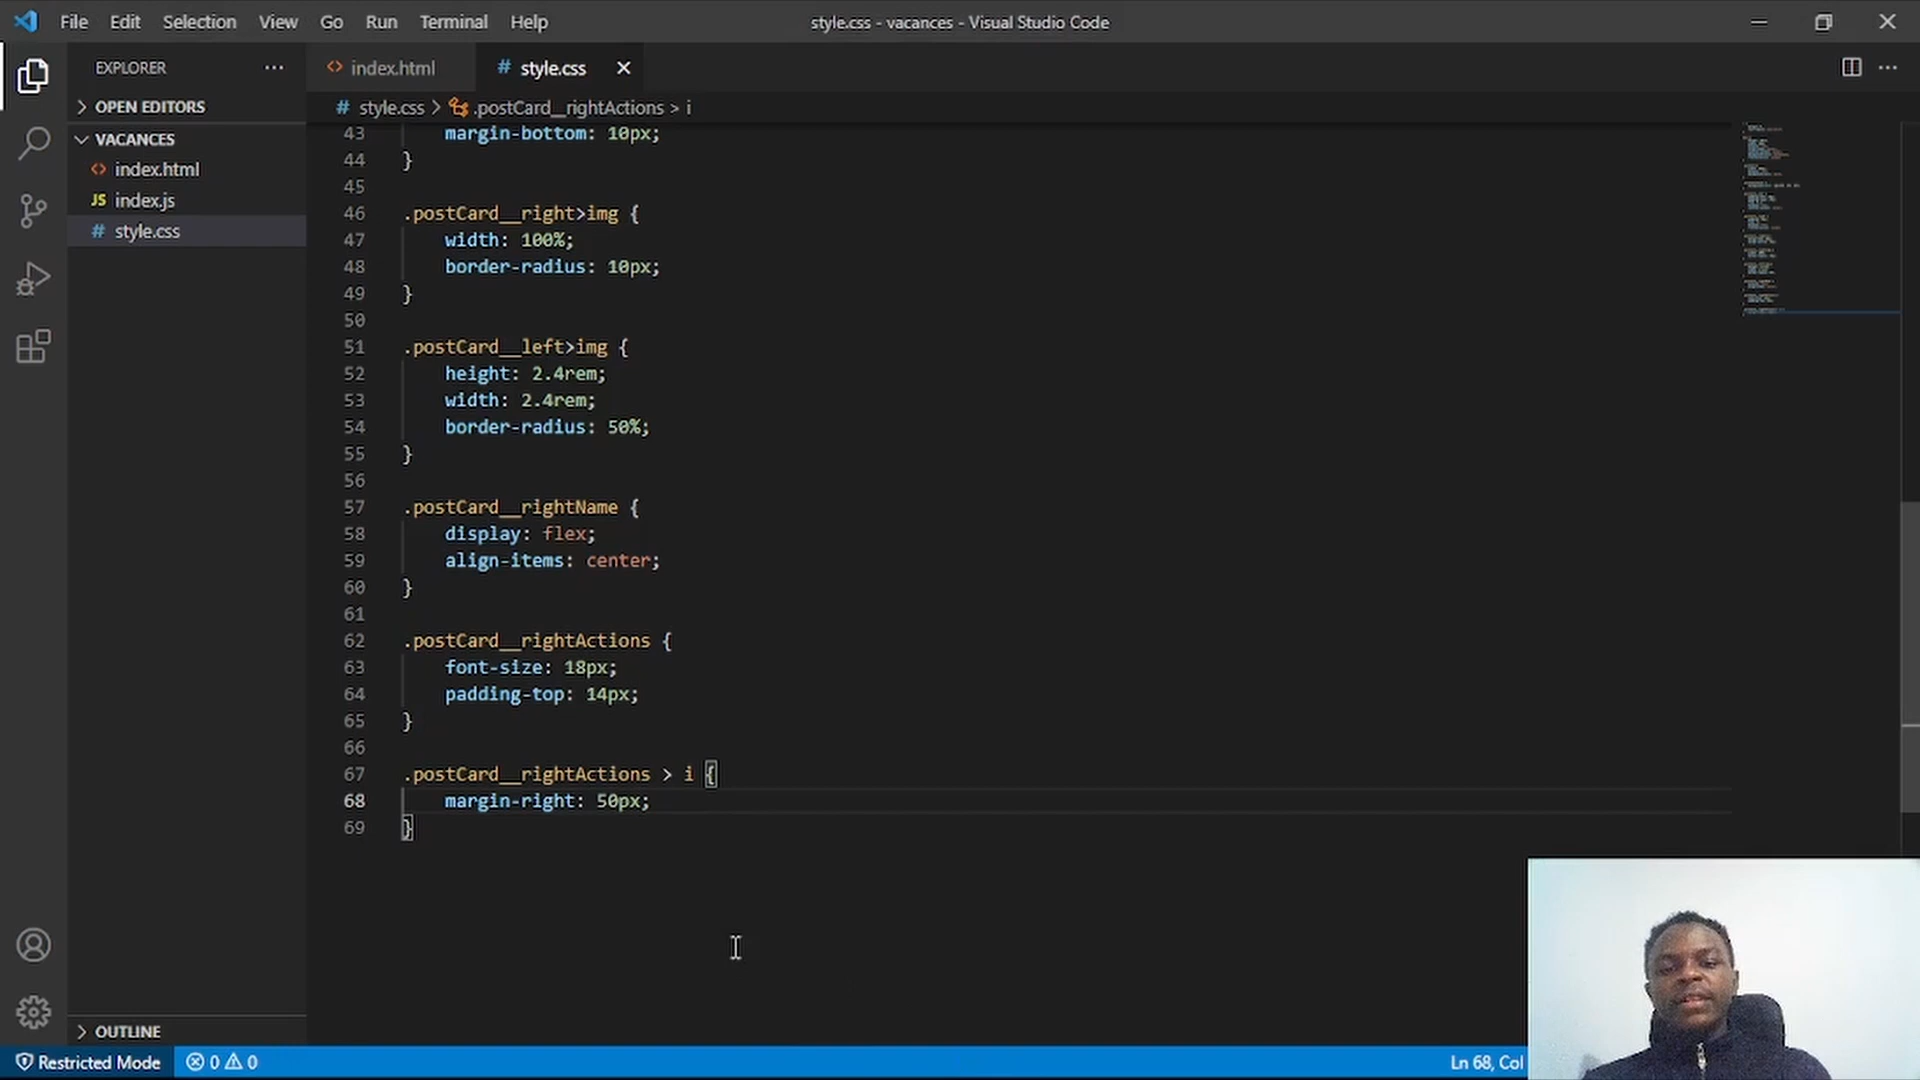 File Edit Selection View Go Run Terminal Help
style.css - vacances - Visual Studio Code
EXPLORER
OPEN EDITORS
VACANCES
index.html
JS index.js
# style.css
OUTLINE
index.html
# style.css
# style.css > .postCard__rightActions > i
43 margin-bottom: 10px;
44 }
45
46 .postCard__right>img {
47 width: 100%;
48 border-radius: 10px;
49 }
50
51 .postCard__left>img {
52 height: 2.4rem;
53 width: 2.4rem;
54 border-radius: 50%;
55 }
56
57 .postCard__rightName {
58 display: flex;
59 align-items: center;
60 }
61
62 .postCard__rightActions {
63 font-size: 18px;
64 padding-top: 14px;
65 }
66
67 .postCard__rightActions > i {
68 margin-right: 50px;
69 }
Restricted Mode 0 0
Ln 68, Col